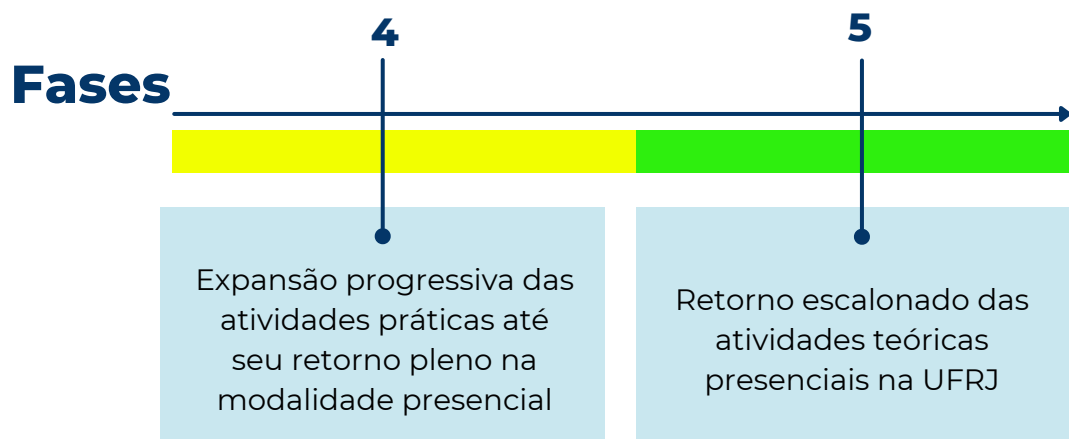 4
5
Fases
Expansão progressiva das
atividades práticas até
seu retorno pleno na
modalidade presencial
Retorno escalonado das
atividades teóricas
presenciais na UFRJ